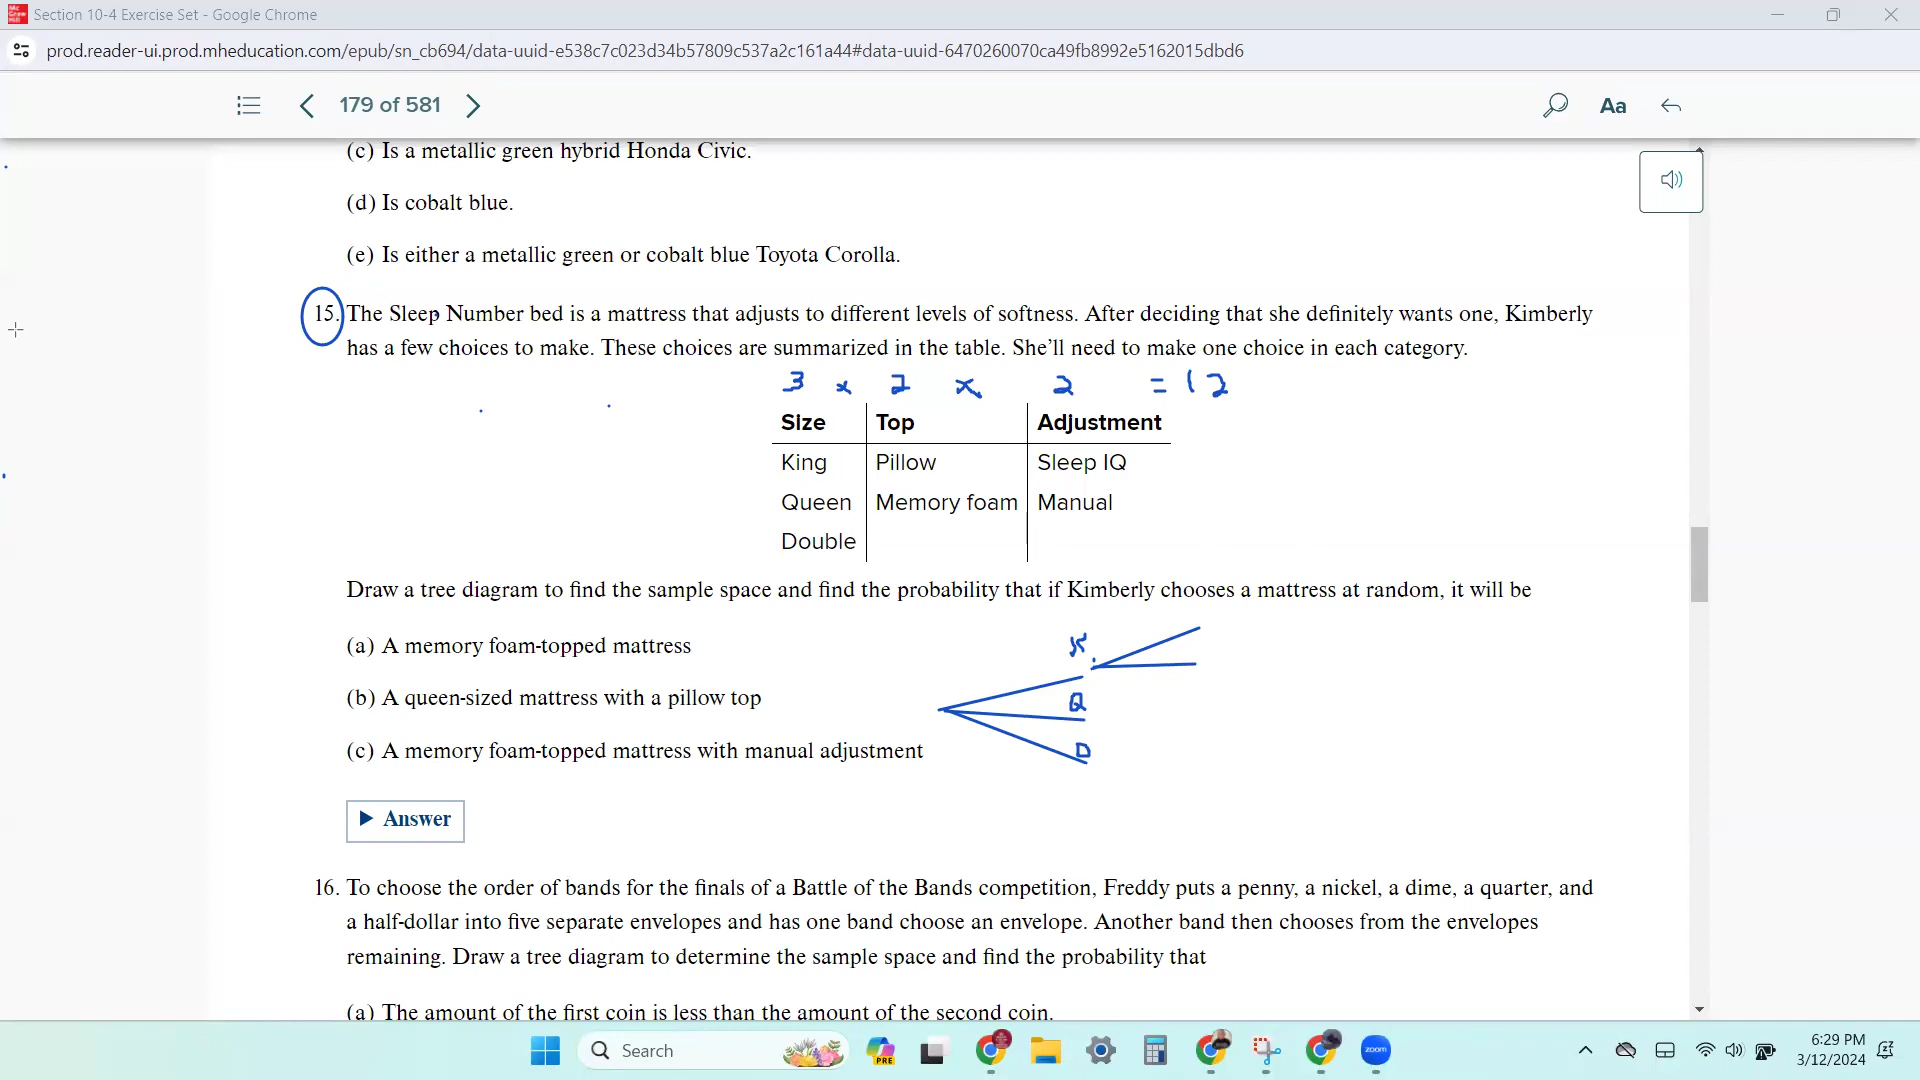 Section 10-4 Exercise Set - Google Chrome
prod.reader-ui.prod.mheducation.com/epub/sn_cb694/data-uuid-e538c7c023d34b57809c537a2c161a44#data-uuid-6470260070ca49fb8992e5162015dbd6
179 of 581
Aa
(c) Is a metallic green hybrid Honda Civic.
(d) Is cobalt blue.
(e) Is either a metallic green or cobalt blue Toyota Corolla.
15. The Sleep Number bed is a mattress that adjusts to different levels of softness. After deciding that she definitely wants one, Kimberly
has a few choices to make. These choices are summarized in the table. She'll need to make one choice in each category.
3 x 2 x 2 = 12
Size Top Adjustment
King Pillow Sleep IQ
Queen Memory foam Manual
Double
Draw a tree diagram to find the sample space and find the probability that if Kimberly chooses a mattress at random, it will be
(a) A memory foam-topped mattress
K
(b) A queen-sized mattress with a pillow top
Q
(c) A memory foam-topped mattress with manual adjustment
D
Answer
16. To choose the order of bands for the finals of a Battle of the Bands competition, Freddy puts a penny, a nickel, a dime, a quarter, and
a half-dollar into five separate envelopes and has one band choose an envelope. Another band then chooses from the envelopes
remaining. Draw a tree diagram to determine the sample space and find the probability that
(a) The amount of the first coin is less than the amount of the second coin.
Search
PRE
zoom
6:29 PM
3/12/2024